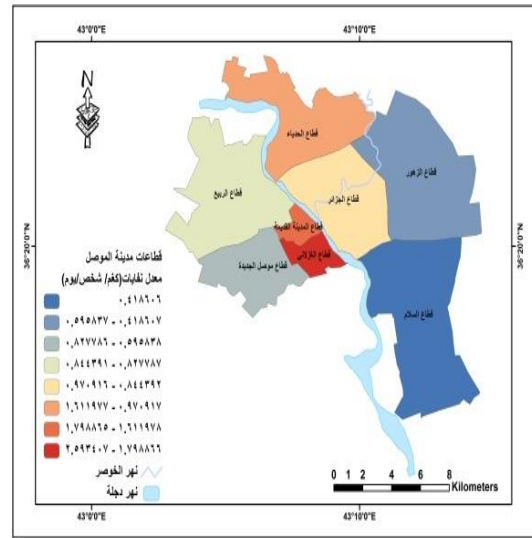 43°0'0"E 43°10'0"E
N
قطاع الحدباء
قطاع الزهور
قطاع الجزائر
قطاع الربيع
قطاع المدينة القديمة
36°20'0"N 36°20'0"N
قطاع الغزلاني
قطاع موصل الجديدة
قطاع السلام
قطاعات مدينة الموصل
معدل نفايات(كغم/ شخص/يوم)
٠,٤١٨٦٠٦
٠,٥٩٥٨٣٧ - ٠,٤١٨٦٠٧
٠,٨٢٧٧٨٦ - ٠,٥٩٥٨٣٨
٠,٨٤٤٣٩١ - ٠,٨٢٧٧٨٧
٠,٩٧٠٩١٦ - ٠,٨٤٤٣٩٢
١,٦١١٩٧٧ - ٠,٩٧٠٩١٧
١,٧٩٨٨٦٥ - ١,٦١١٩٧٨
٢,٥٩٣٤٠٧ - ١,٧٩٨٨٦٦
نهر الخوصر
نهر دجلة
0 1 2 4 6 8
Kilometers
43°0'0"E 43°10'0"E